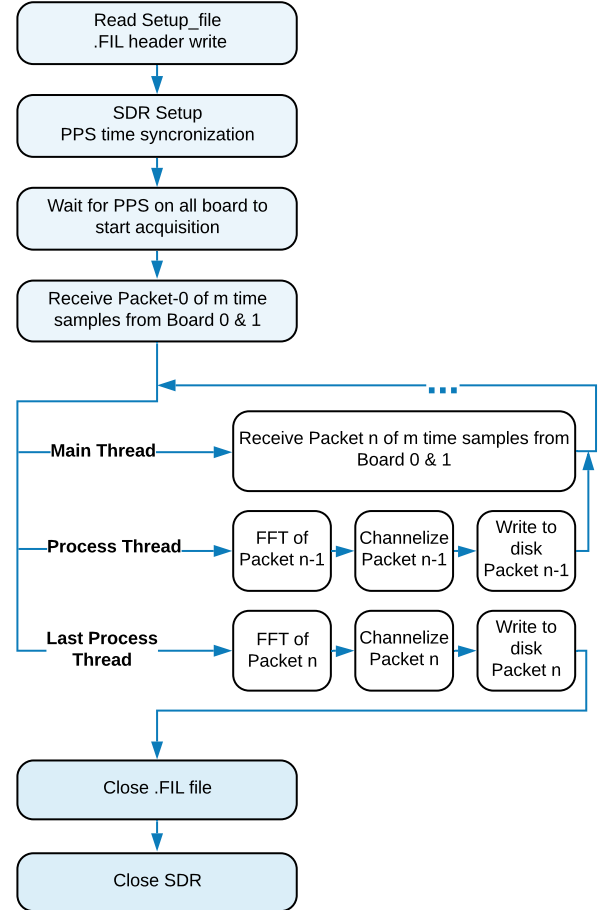 Read Setup_file
.FIL header write
SDR Setup
PPS time syncronization
Wait for PPS on all board to
start acquisition
Receive Packet-0 of m time
samples from Board 0 & 1
...
Main Thread
Receive Packet n of m time samples from
Board 0 & 1
Process Thread
FFT of
Packet n-1
Channelize
Packet n-1
Write to
disk
Packet n-1
Last Process
Thread
FFT of
Packet n
Channelize
Packet n
Write to
disk
Packet n
Close .FIL file
Close SDR